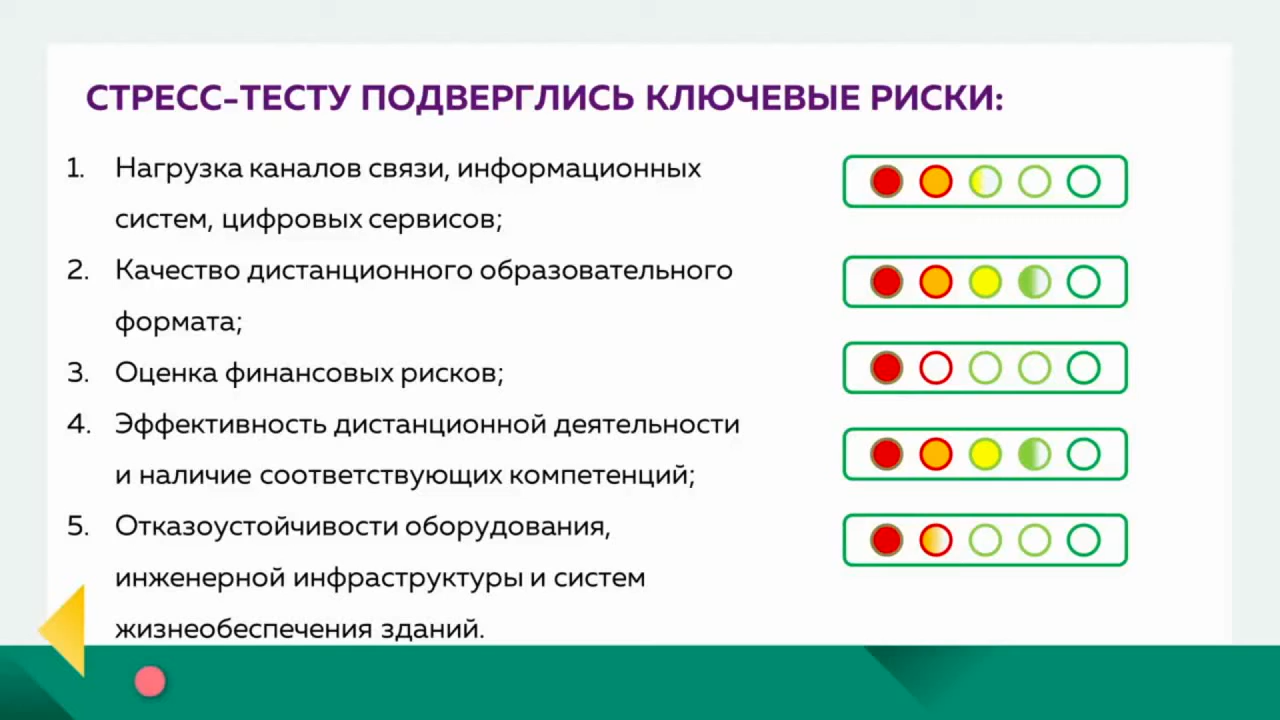 СТРЕСС-ТЕСТУ ПОДВЕРГЛИСЬ КЛЮЧЕВЫЕ РИСКИ:
1. Нагрузка каналов связи, информационных
систем, цифровых сервисов;
2. Качество дистанционного образовательного
формата;
3. Оценка финансовых рисков;
4. Эффективность дистанционной деятельности
и наличие соответствующих компетенций;
5. Отказоустойчивости оборудования,
инженерной инфраструктуры и систем
жизнеобеспечения зданий.